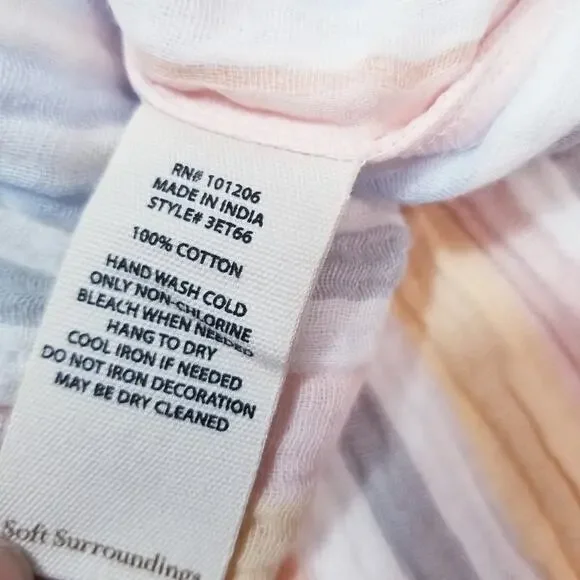 RN# 101206
MADE IN INDIA
STYLE# 3ET66
100% COTTON
HAND WASH COLD
ONLY NON-CHLORINE
BLEACH WHEN NEEDED
HANG TO DRY
COOL IRON IF NEEDED
DO NOT IRON DECORATION
MAY BE DRY CLEANED
Soft Surroundings